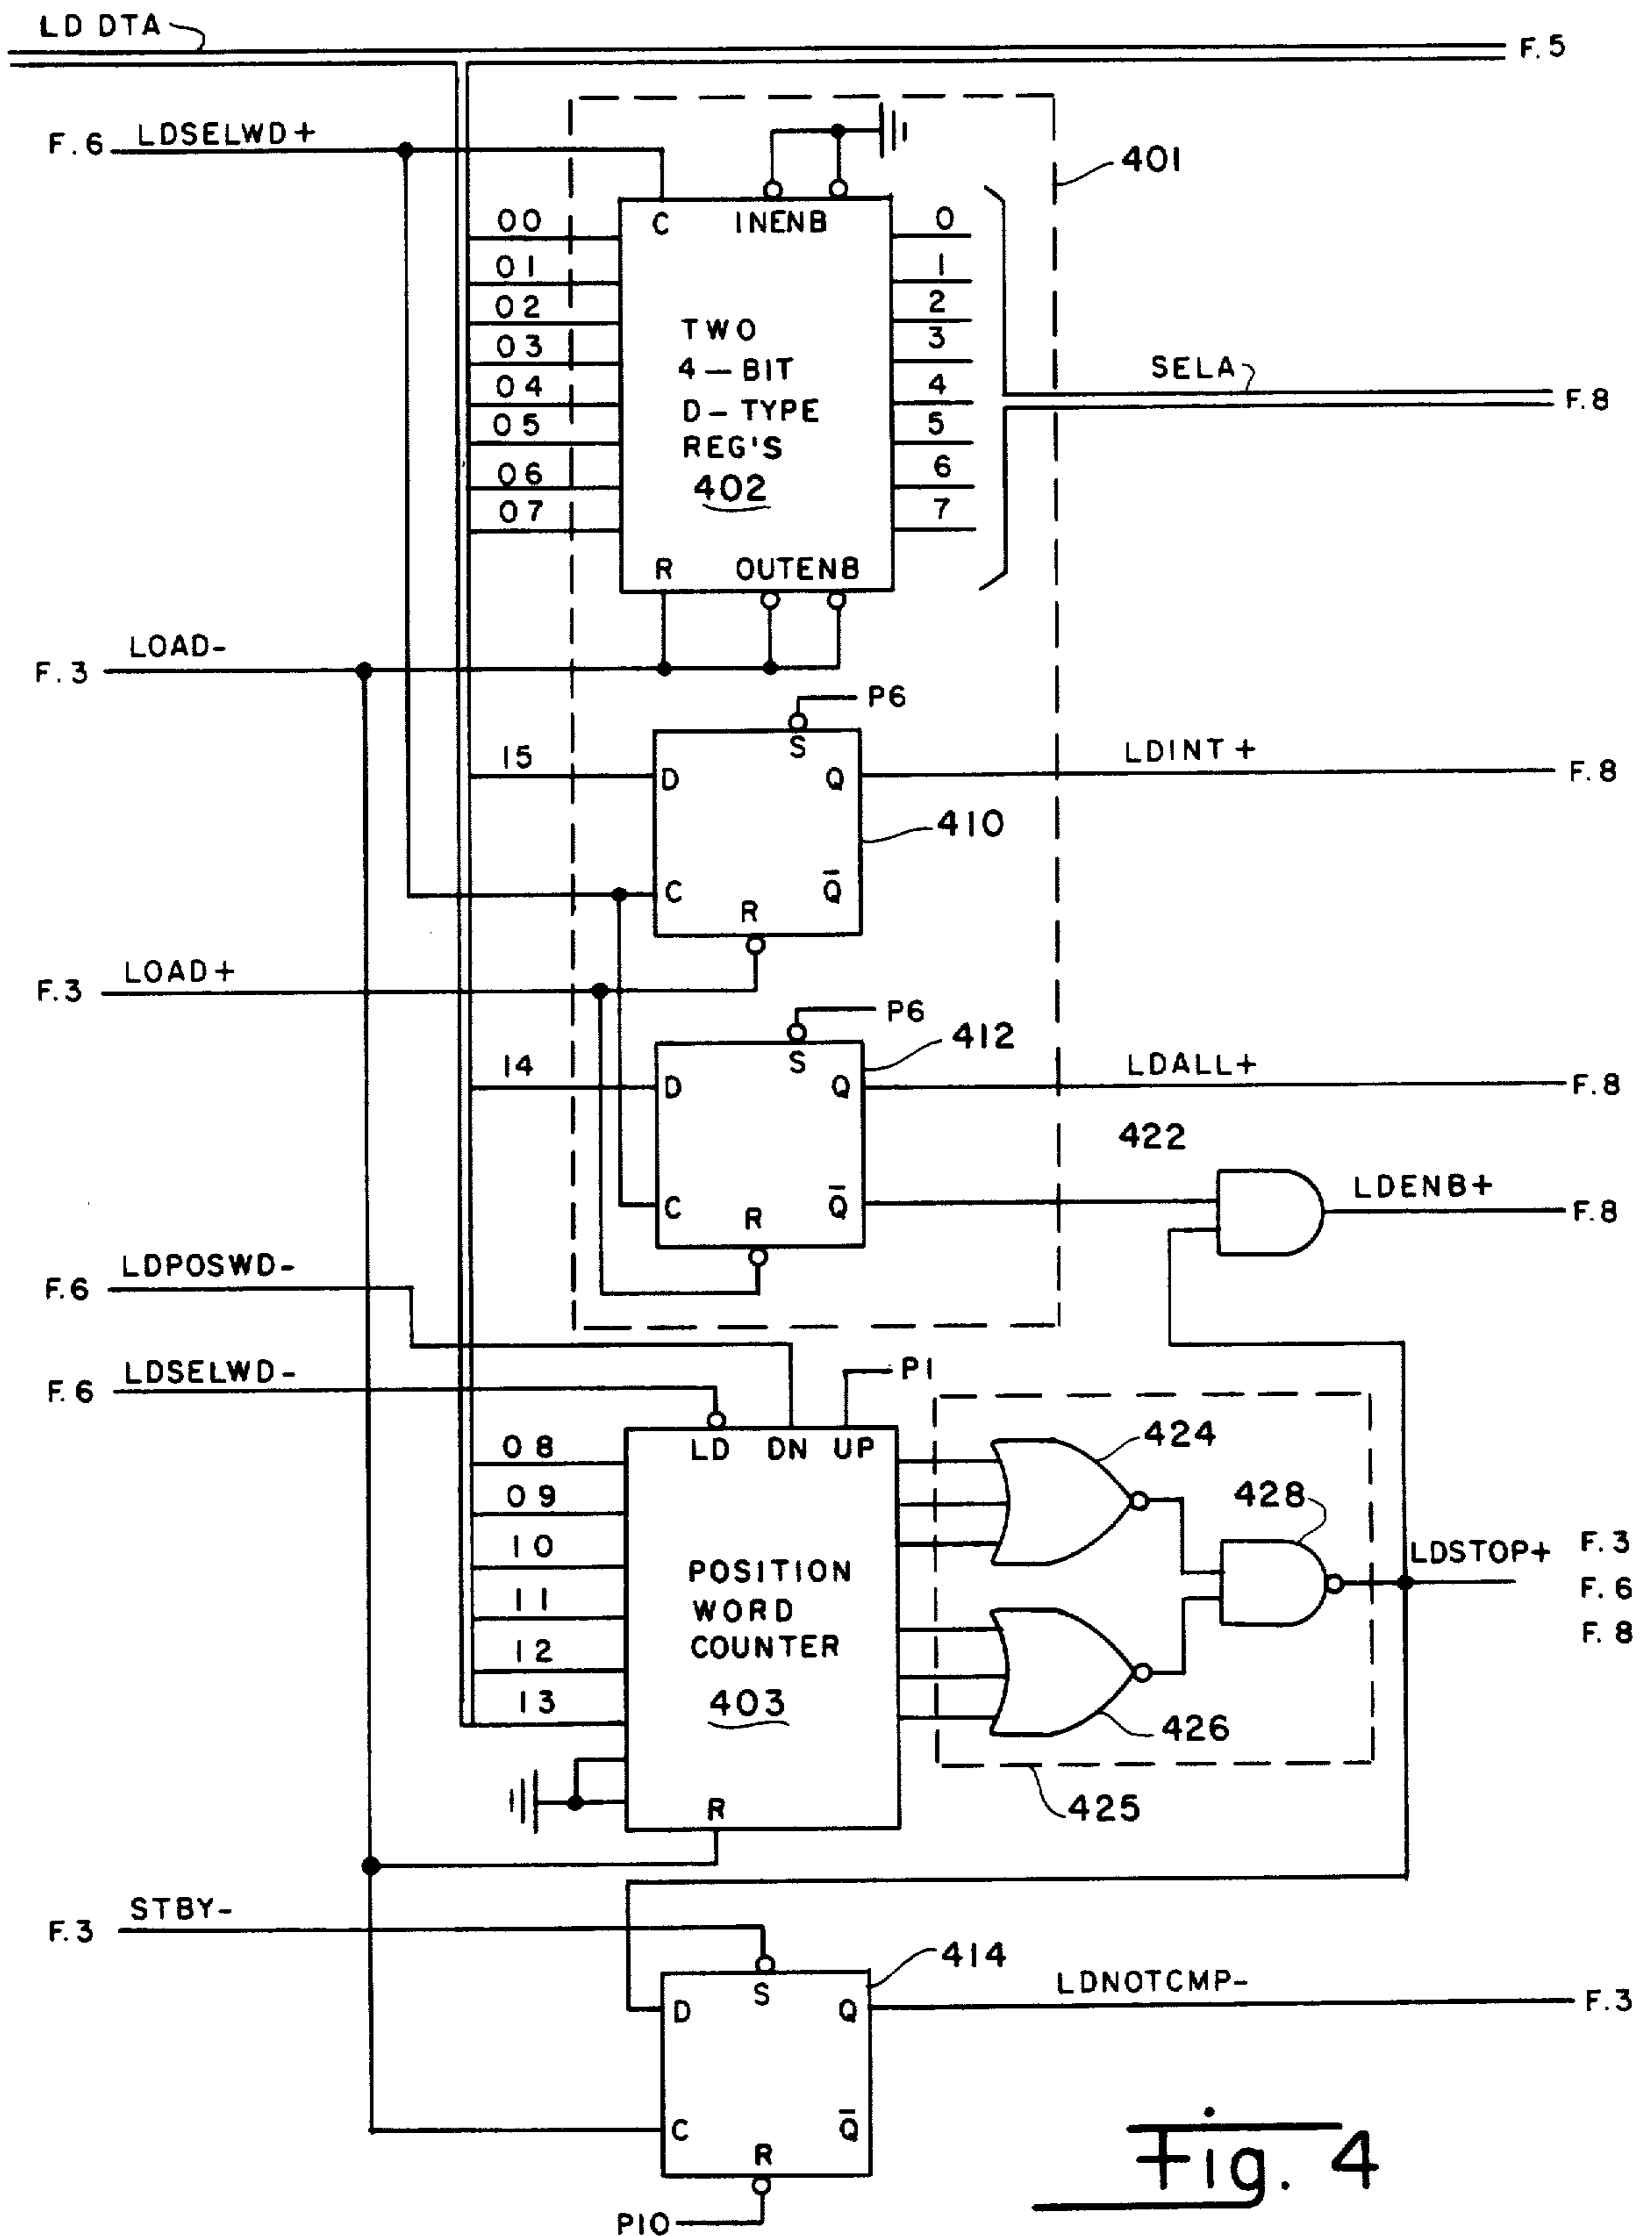 LD DTA
F.5
F.6 LDSELWD+
401
C INENB
00 0
01 1
02 2
03 3
04 4
05 5
06 6
07 7
TWO
4-BIT
D-TYPE
REG'S
402
SELA
F.8
R OUTENB
LOAD-
F.3
P6
S
15 D Q LDINT+ F.8
410
C Q̅
R
LOAD+
F.3
P6
412
S
14 D Q LDALL+ F.8
422
C Q̅ LDENB+ F.8
R
LDPOSWD-
F.6
LDSELWD-
F.6
P1
LD DN UP
08
09
10
11
12
13
POSITION
WORD
COUNTER
403
R
424
428
426
425
LDSTOP+ F.3
F.6
F.8
STBY-
F.3
414
S
D Q LDNOTCMP- F.3
C Q̅
R
P10
Fig. 4